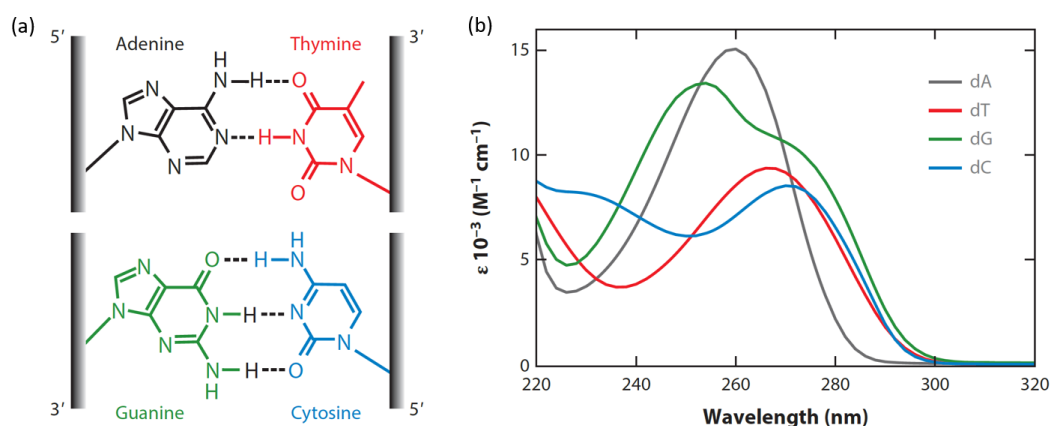 (a)
5′ Adenine Thymine 3′
H
N H O
N
N N H N
N
N
O
O H N
H
N
N H N
N
N N
N H O
H
3′ Guanine Cytosine 5′
(b)
15
10
5
0
ε 10⁻³ (M⁻¹ cm⁻¹)
dA
dT
dG
dC
220 240 260 280 300 320
Wavelength (nm)